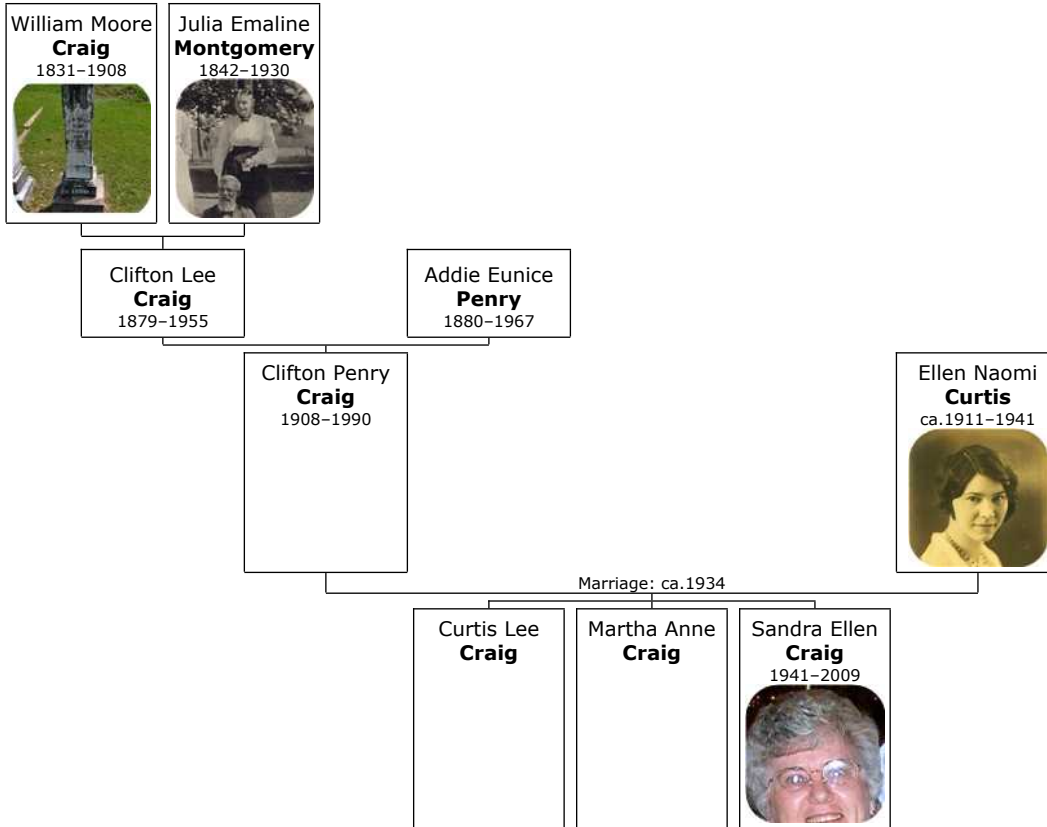 William Moore
Craig
1831–1908
Julia Emaline
Montgomery
1842–1930
Clifton Lee
Craig
1879–1955
Addie Eunice
Penry
1880–1967
Clifton Penry
Craig
1908–1990
Ellen Naomi
Curtis
ca.1911–1941
Marriage: ca.1934
Curtis Lee
Craig
Martha Anne
Craig
Sandra Ellen
Craig
1941–2009